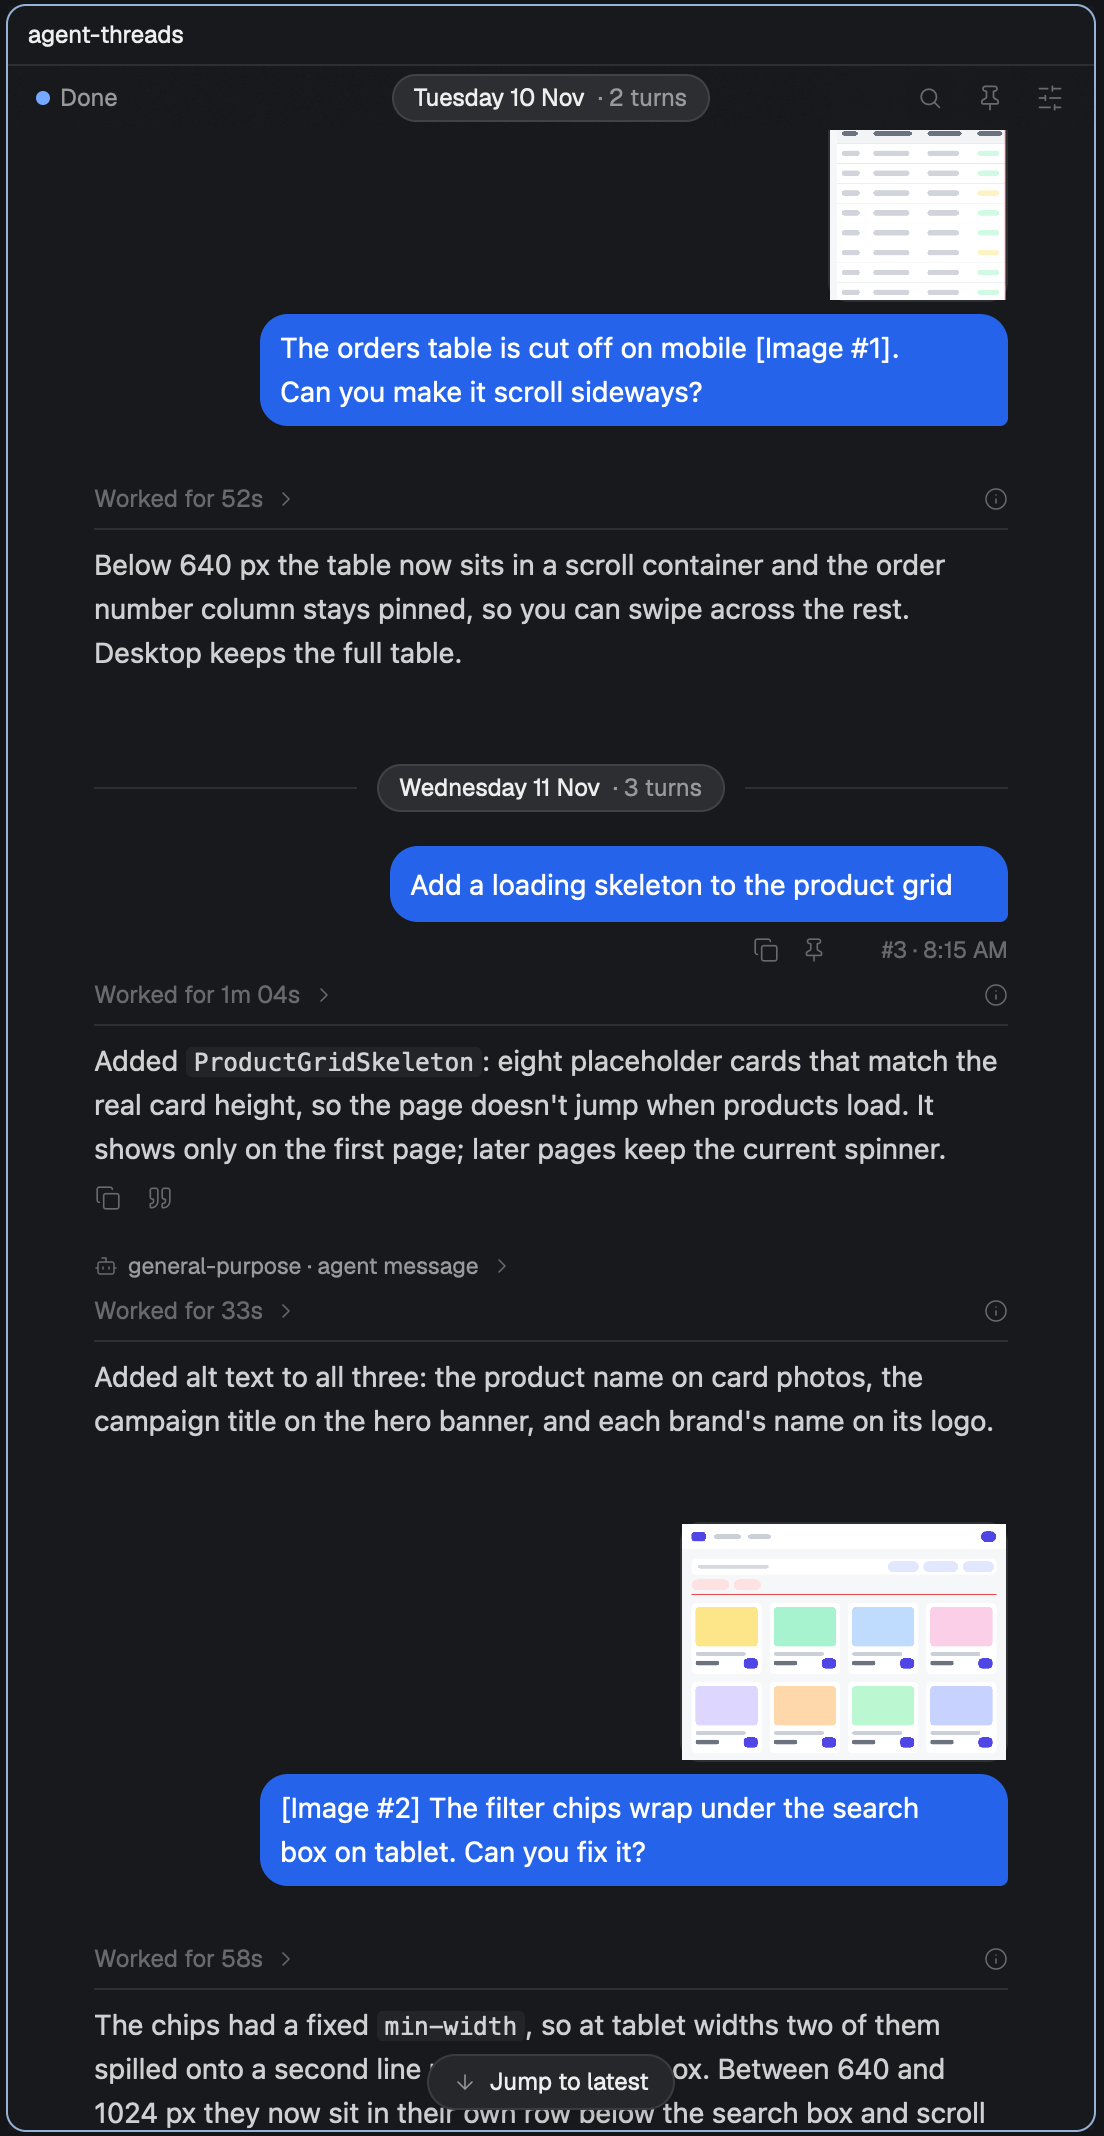 agent-threads
Done
Tuesday 10 Nov · 2 turns
The orders table is cut off on mobile [Image #1].
Can you make it scroll sideways?
Worked for 52s
Below 640 px the table now sits in a scroll container and the order
number column stays pinned, so you can swipe across the rest.
Desktop keeps the full table.
Wednesday 11 Nov · 3 turns
Add a loading skeleton to the product grid
#3 · 8:15 AM
Worked for 1m 04s
Added ProductGridSkeleton: eight placeholder cards that match the
real card height, so the page doesn't jump when products load. It
shows only on the first page; later pages keep the current spinner.
general-purpose · agent message
Worked for 33s
Added alt text to all three: the product name on card photos, the
campaign title on the hero banner, and each brand's name on its logo.
[Image #2] The filter chips wrap under the search
box on tablet. Can you fix it?
Worked for 58s
The chips had a fixed min-width, so at tablet widths two of them
spilled onto a second line ox. Between 640 and
Jump to latest
1024 px they now sit in their own row below the search box and scroll